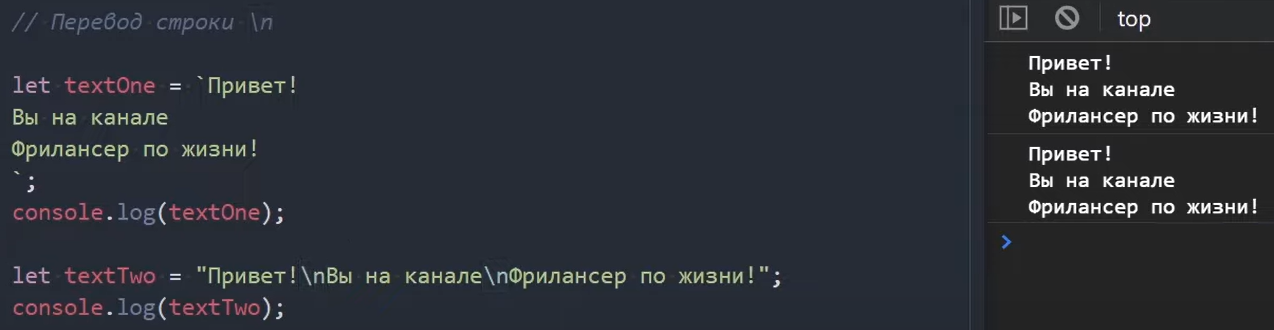 // Перевод строки \n
let textOne = `Привет!
Вы на канале
Фрилансер по жизни!
`;
console.log(textOne);
let textTwo = "Привет!\nВы на канале\nФрилансер по жизни!";
console.log(textTwo);
top
Привет!
Вы на канале
Фрилансер по жизни!
Привет!
Вы на канале
Фрилансер по жизни!